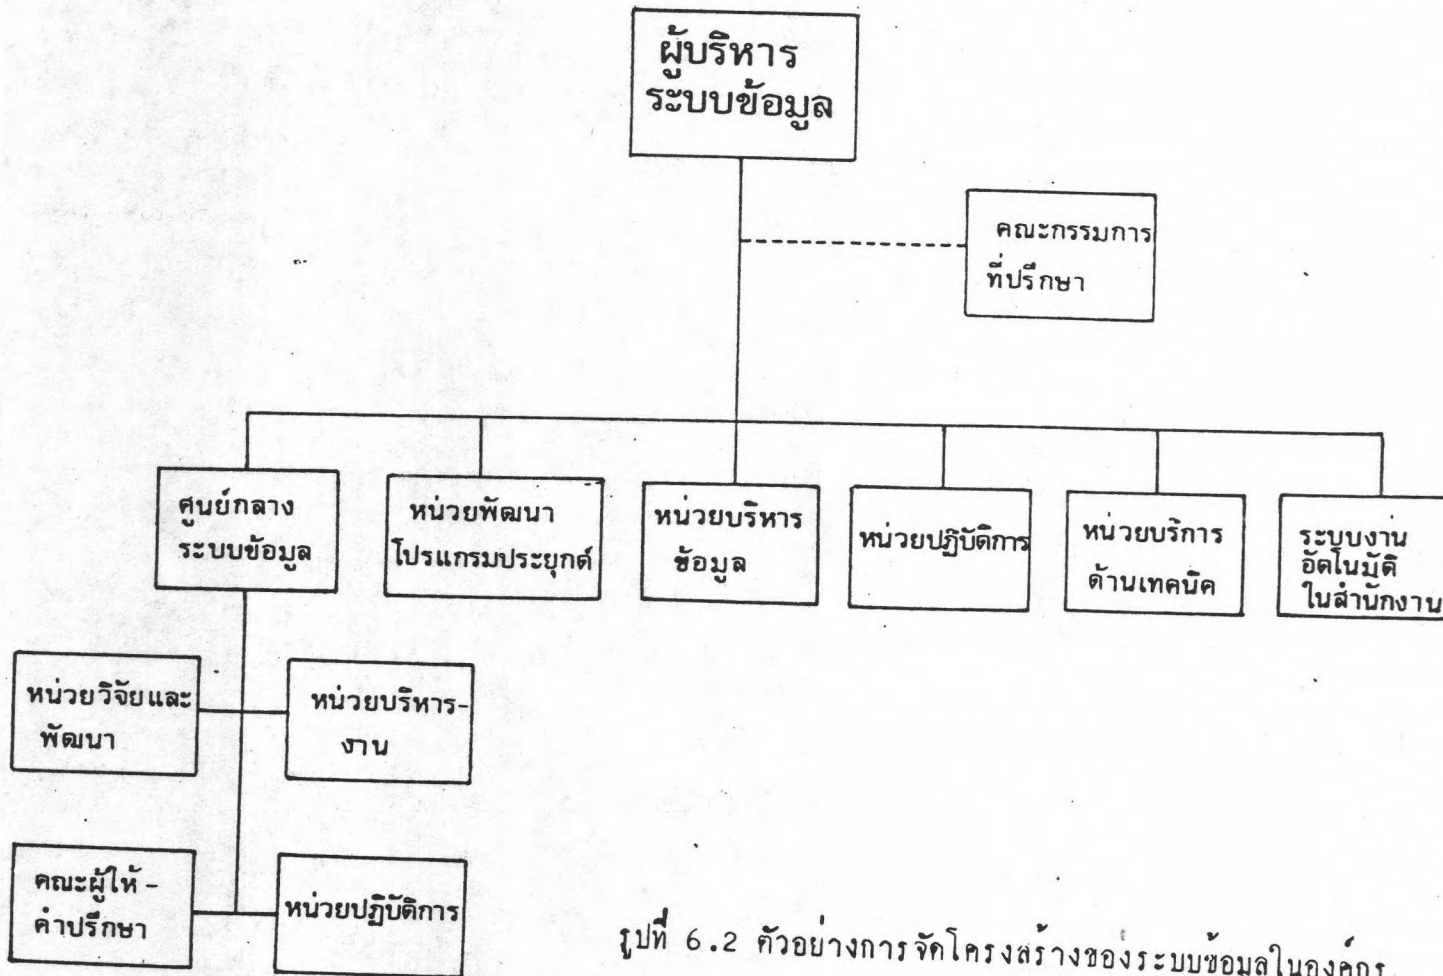 ผู้บริหาร
ระบบข้อมูล
คณะกรรมการ
ที่ปรึกษา
ศูนย์กลาง
ระบบข้อมูล
หน่วยพัฒนา
โปรแกรมประยุกต์
หน่วยบริหาร
ข้อมูล
หน่วยปฏิบัติการ
หน่วยบริการ
ด้านเทคนิค
ระบบงาน
อัตโนมัติ
ในสำนักงาน
หน่วยวิจัยและ
พัฒนา
หน่วยบริหาร-
งาน
คณะผู้ให้-
คำปรึกษา
หน่วยปฏิบัติการ
รูปที่ 6.2 ตัวอย่างการจัดโครงสร้างของระบบข้อมูลในองค์กร